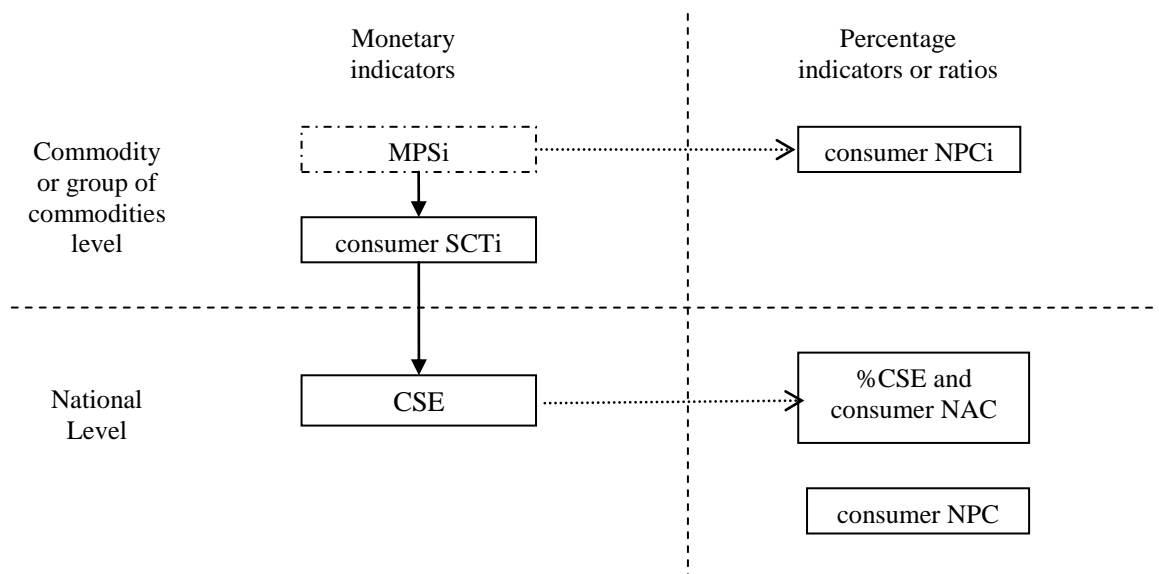 Monetary
indicators
Percentage
indicators or ratios
Commodity
or group of
commodities
level
MPSi
consumer NPCi
consumer SCTi
National
Level
CSE
%CSE and
consumer NAC
consumer NPC